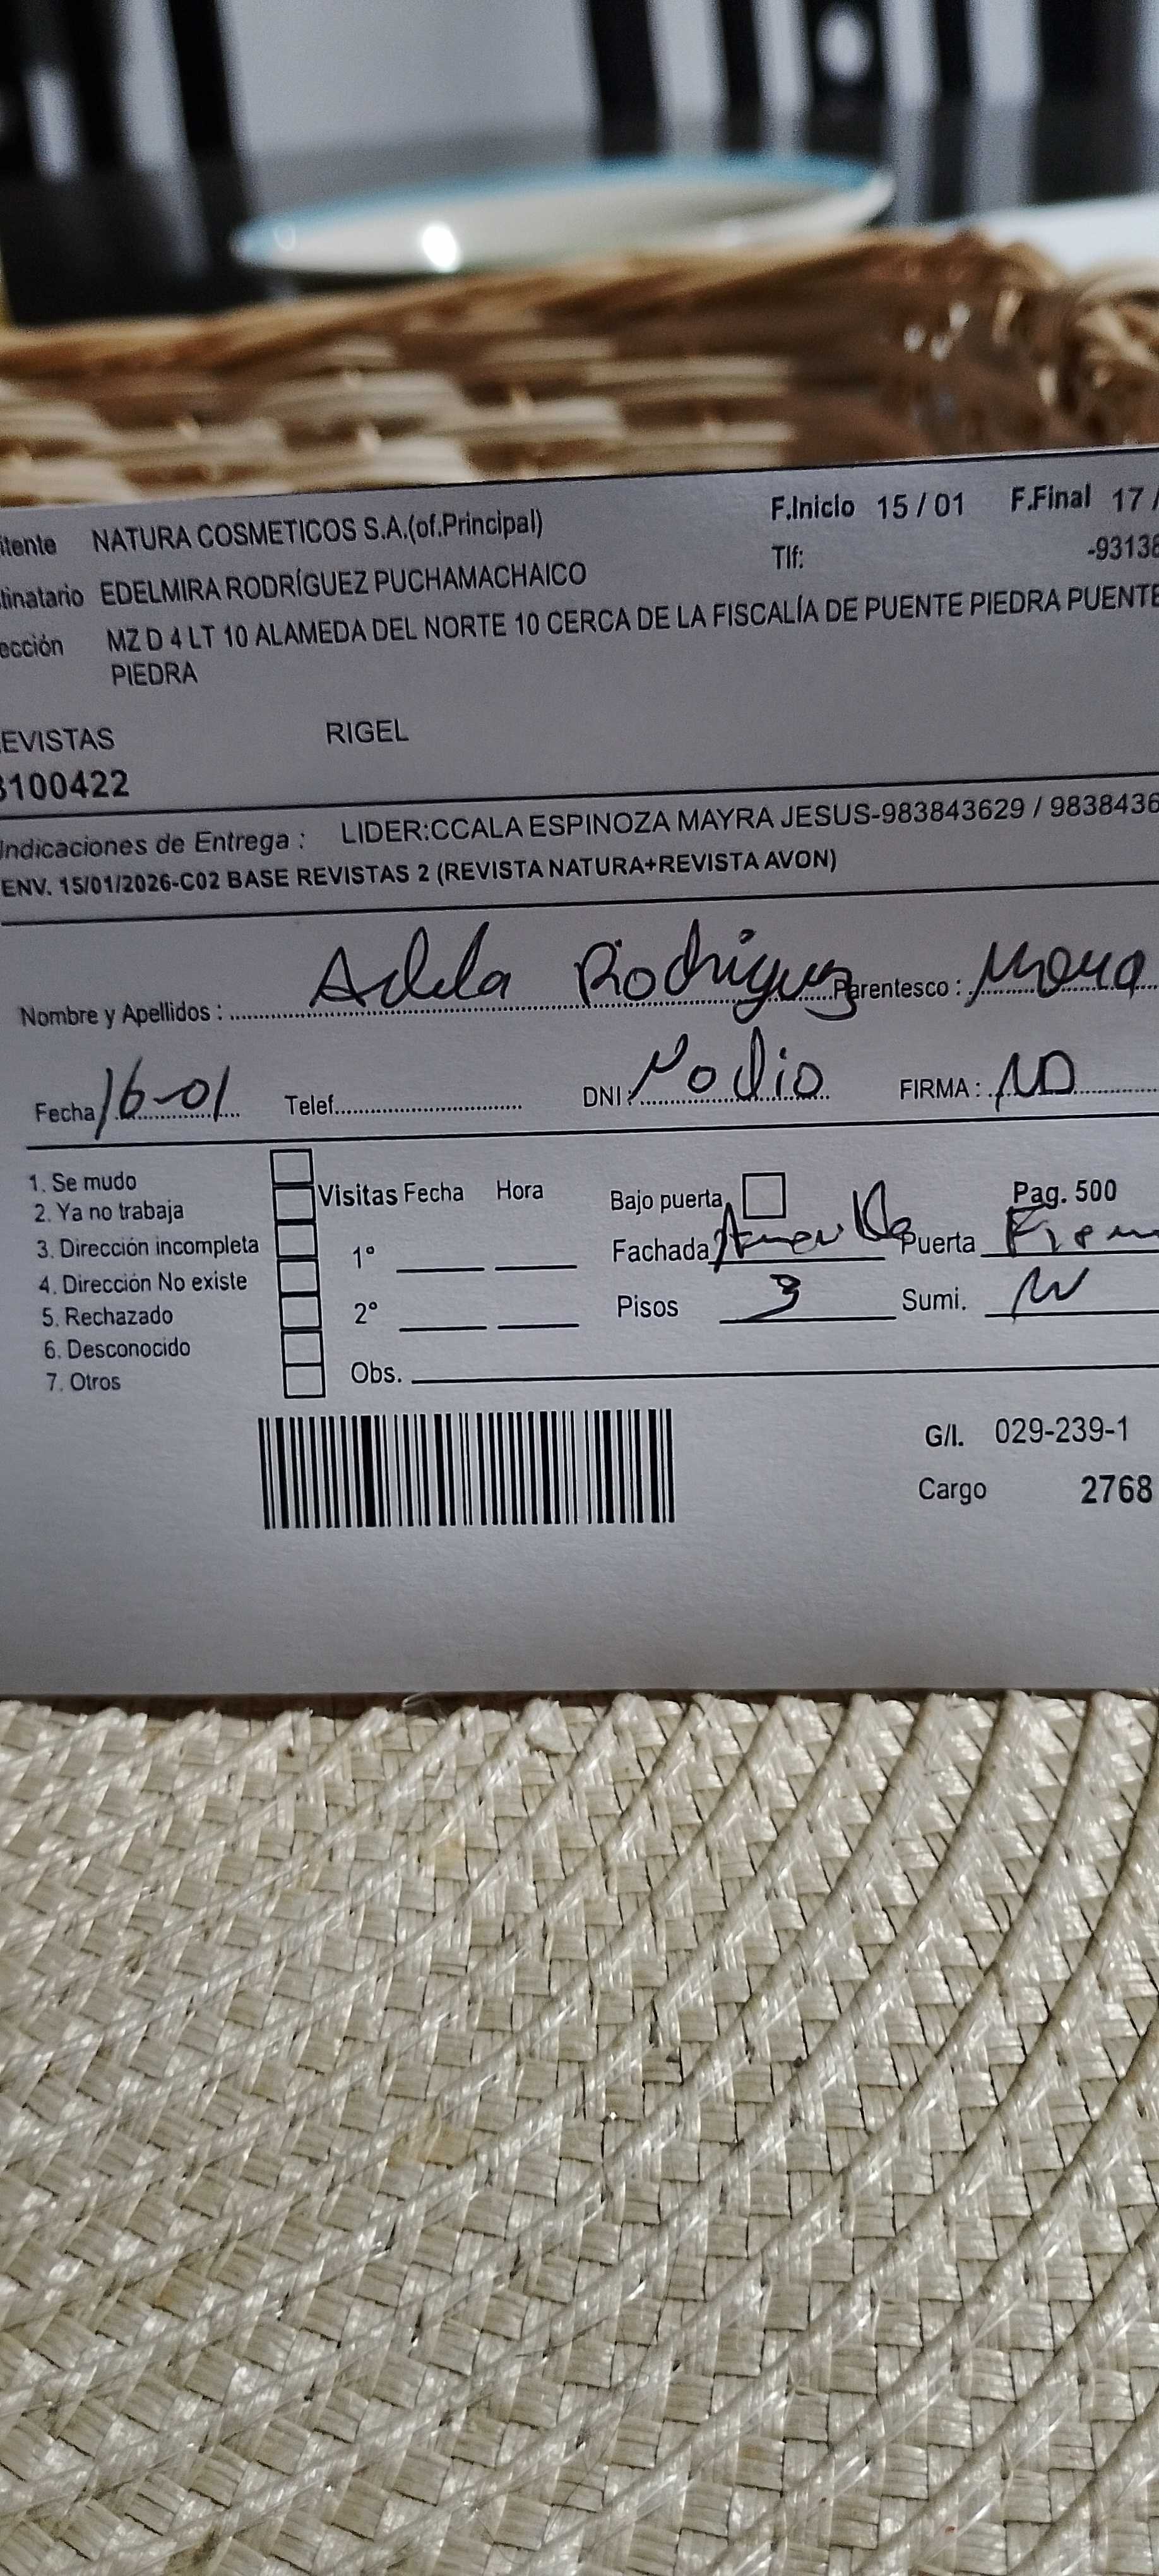 itente NATURA COSMETICOS S.A.(of.Principal) F.Inicio 15 / 01 F.Final 17 /
Tlf: -93138
linatario EDELMIRA RODRÍGUEZ PUCHAMACHAICO
ección MZ D 4 LT 10 ALAMEDA DEL NORTE 10 CERCA DE LA FISCALÍA DE PUENTE PIEDRA PUENTE
PIEDRA
EVISTAS RIGEL
3100422
Indicaciones de Entrega : LIDER:CCALA ESPINOZA MAYRA JESUS-983843629 / 9838436
ENV. 15/01/2026-C02 BASE REVISTAS 2 (REVISTA NATURA+REVISTA AVON)
Nombre y Apellidos : Adela Rodriguez Parentesco :
Fecha 16-01 Telef. DNI : No dio FIRMA : ND
1. Se mudo
2. Ya no trabaja
3. Dirección incompleta
4. Dirección No existe
5. Rechazado
6. Desconocido
7. Otros
Visitas Fecha Hora
1º
2º
Obs.
Bajo puerta Pag. 500
Fachada Puerta
Pisos 3 Sumi.
G/I. 029-239-1
Cargo 2768